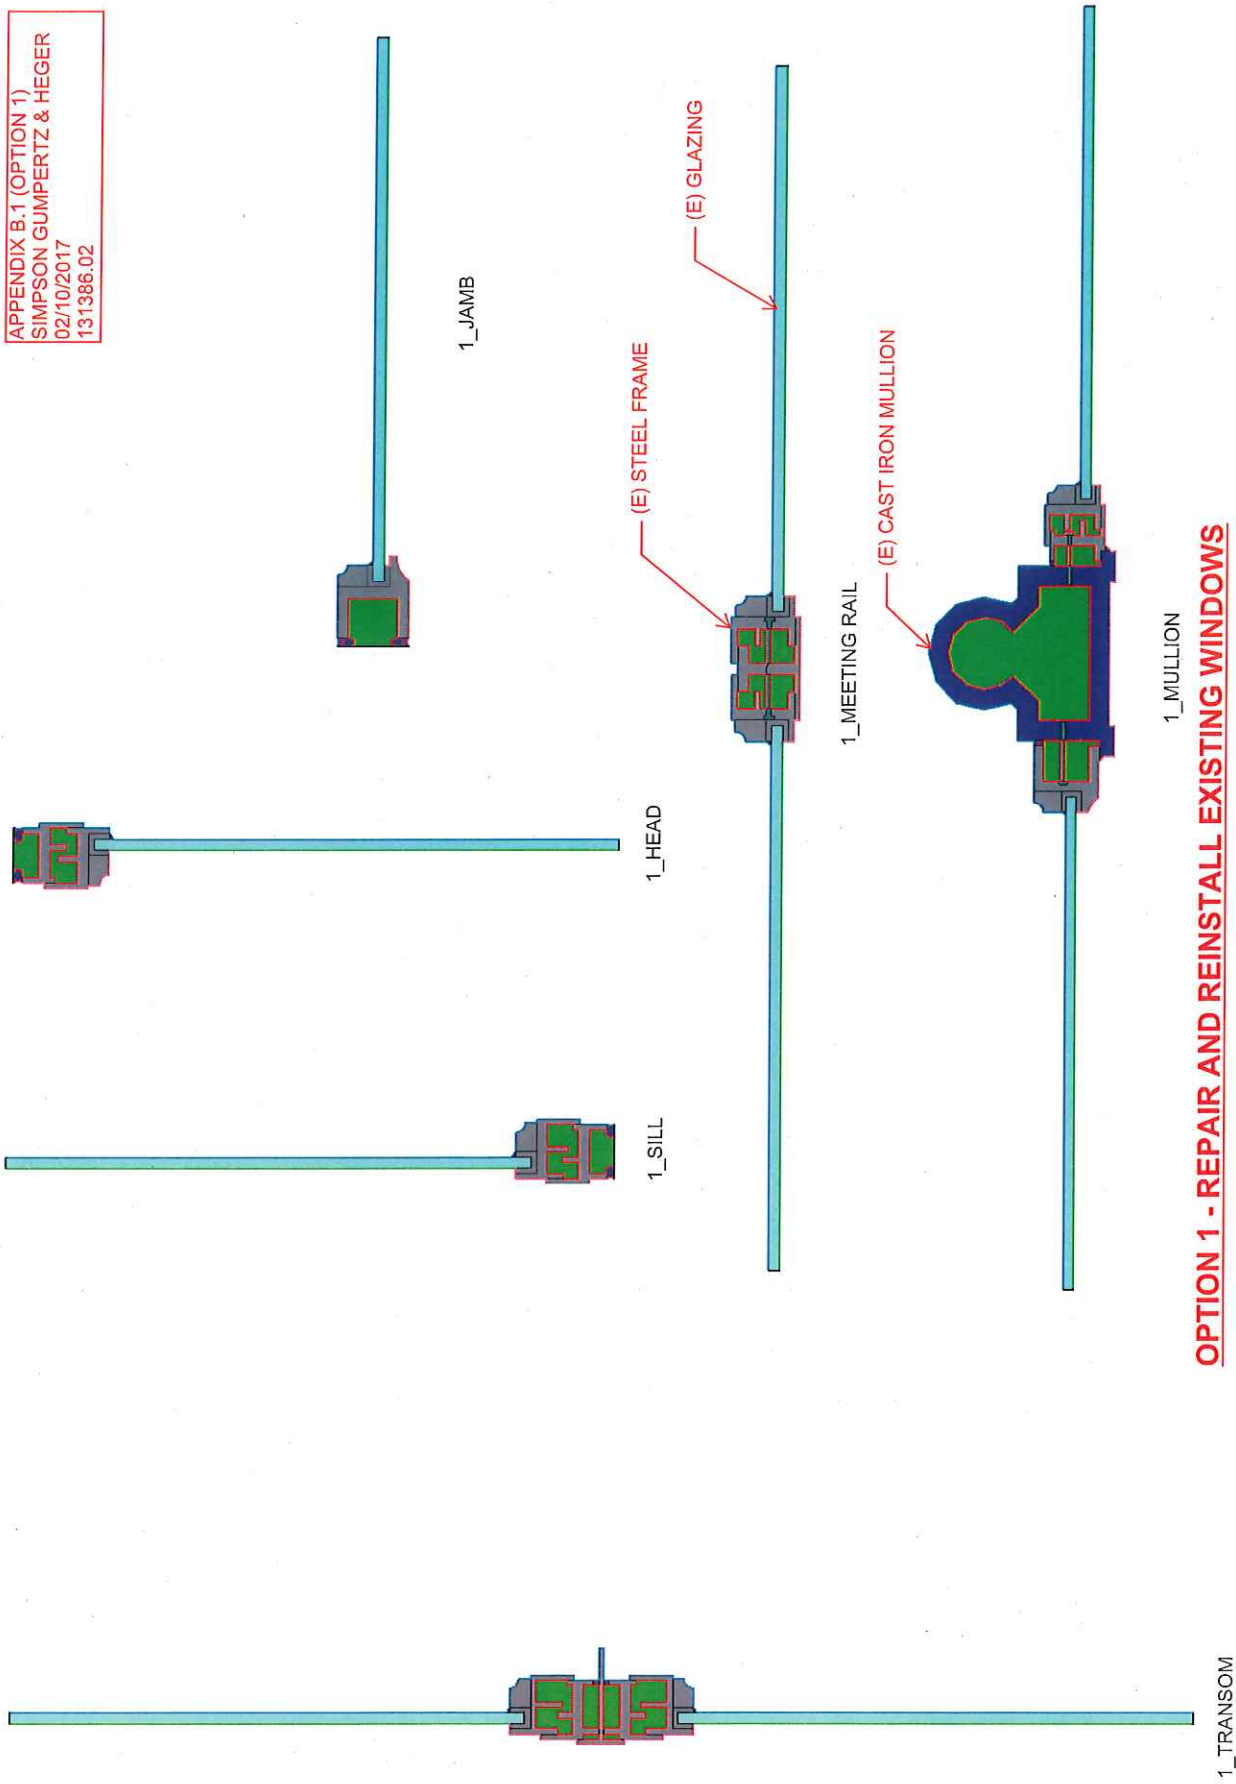 APPENDIX B.1 (OPTION 1)
SIMPSON GUMPERTZ & HEGER
02/10/2017
131386.02
1_TRANSOM
1_SILL
1_HEAD
1_JAMB
(E) STEEL FRAME
(E) GLAZING
1_MEETING RAIL
(E) CAST IRON MULLION
1_MULLION
OPTION 1 - REPAIR AND REINSTALL EXISTING WINDOWS